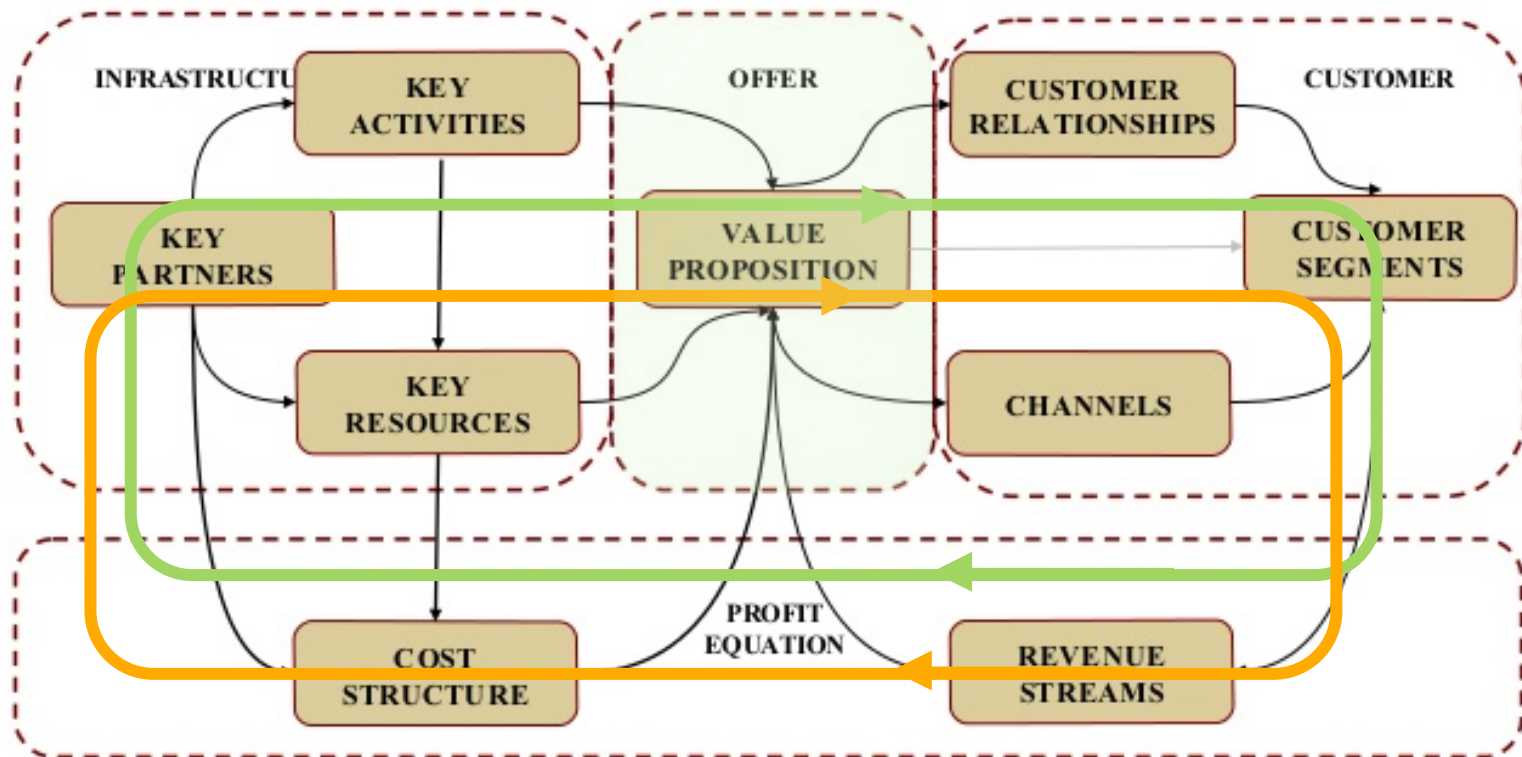 INFRASTRUCTU
KEY
ACTIVITIES
OFFER
CUSTOMER
RELATIONSHIPS
CUSTOMER
KEY
PARTNERS
VALUE
PROPOSITION
CUSTOMER
SEGMENTS
KEY
RESOURCES
CHANNELS
COST
STRUCTURE
PROFIT
EQUATION
REVENUE
STREAMS